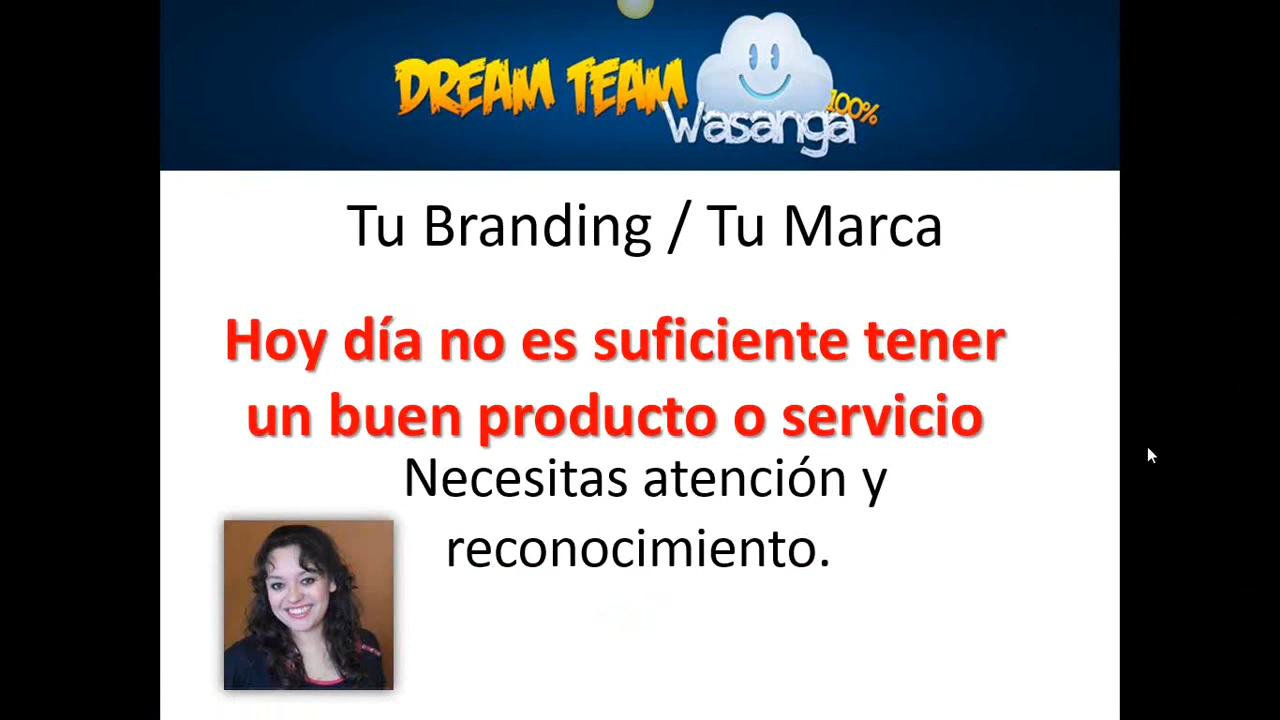 DREAM TEAM
Wasanga 100%
Tu Branding / Tu Marca
Hoy día no es suficiente tener
un buen producto o servicio
Necesitas atención y
reconocimiento.